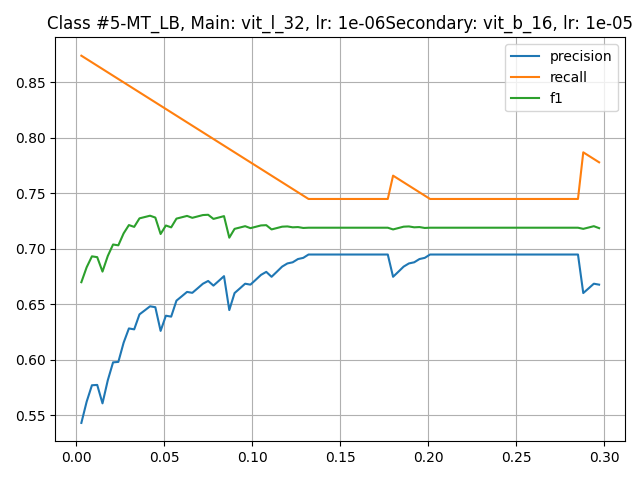 Class #5-MT_LB, Main: vit_l_32, lr: 1e-06Secondary: vit_b_16, lr: 1e-05
precision
recall
f1
0.85
0.80
0.75
0.70
0.65
0.60
0.55
0.00 0.05 0.10 0.15 0.20 0.25 0.30